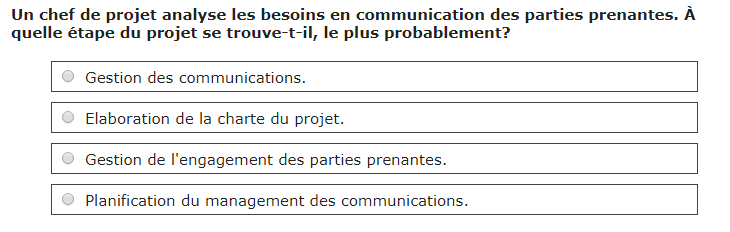 Un chef de projet analyse les besoins en communication des parties prenantes. À
quelle étape du projet se trouve-t-il, le plus probablement?
Gestion des communications.
Elaboration de la charte du projet.
Gestion de l'engagement des parties prenantes.
Planification du management des communications.